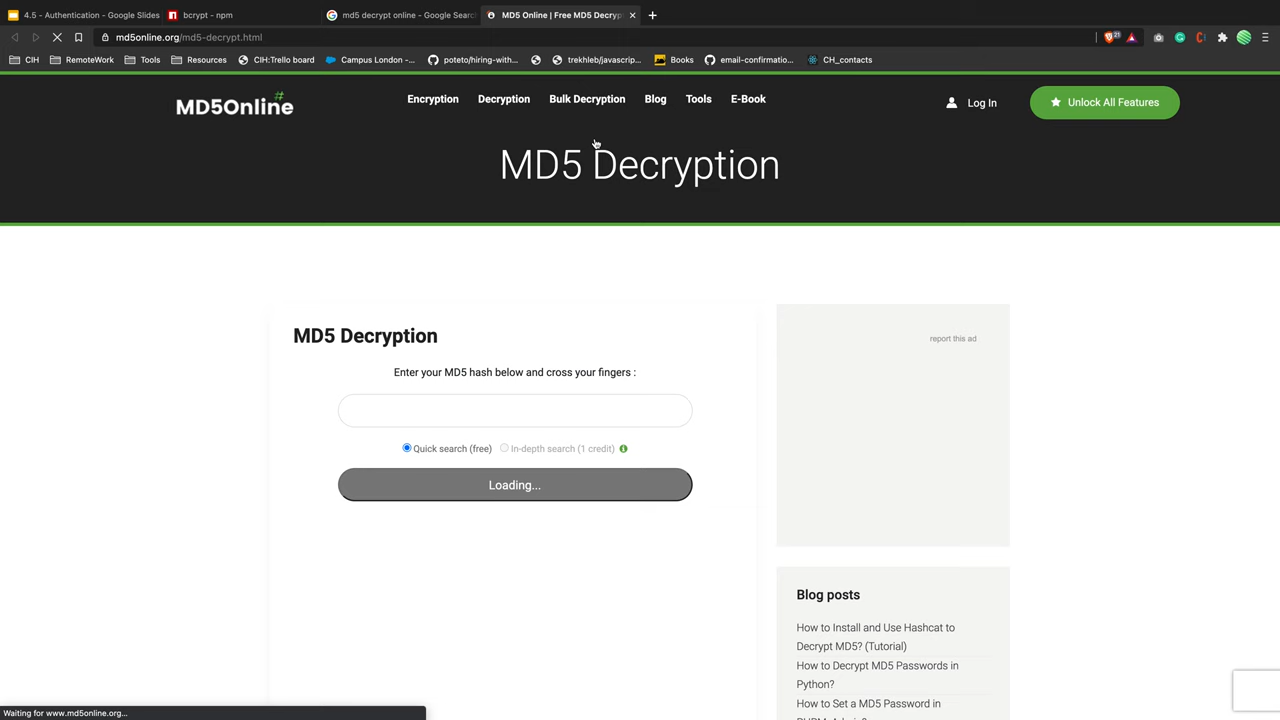 4.5 - Authentication - Google Slides
bcrypt - npm
md5 decrypt online - Google Sear
MD5 Online | Free MD5 Decryp
md5online.org/md5-decrypt.html
21
CIH
RemoteWork
Tools
Resources
CIH:Trello board
Campus London -...
poteto/hiring-with...
trekhleb/javascrip...
Books
email-confirmatio...
CH_contacts
MD5Online
#
Encryption
Decryption
Bulk Decryption
Blog
Tools
E-Book
Log In
Unlock All Features
MD5 Decryption
MD5 Decryption
Enter your MD5 hash below and cross your fingers :
Quick search (free)
In-depth search (1 credit)
Loading...
report this ad
Blog posts
How to Install and Use Hashcat to
Decrypt MD5? (Tutorial)
How to Decrypt MD5 Passwords in
Python?
How to Set a MD5 Password in
Waiting for www.md5online.org...